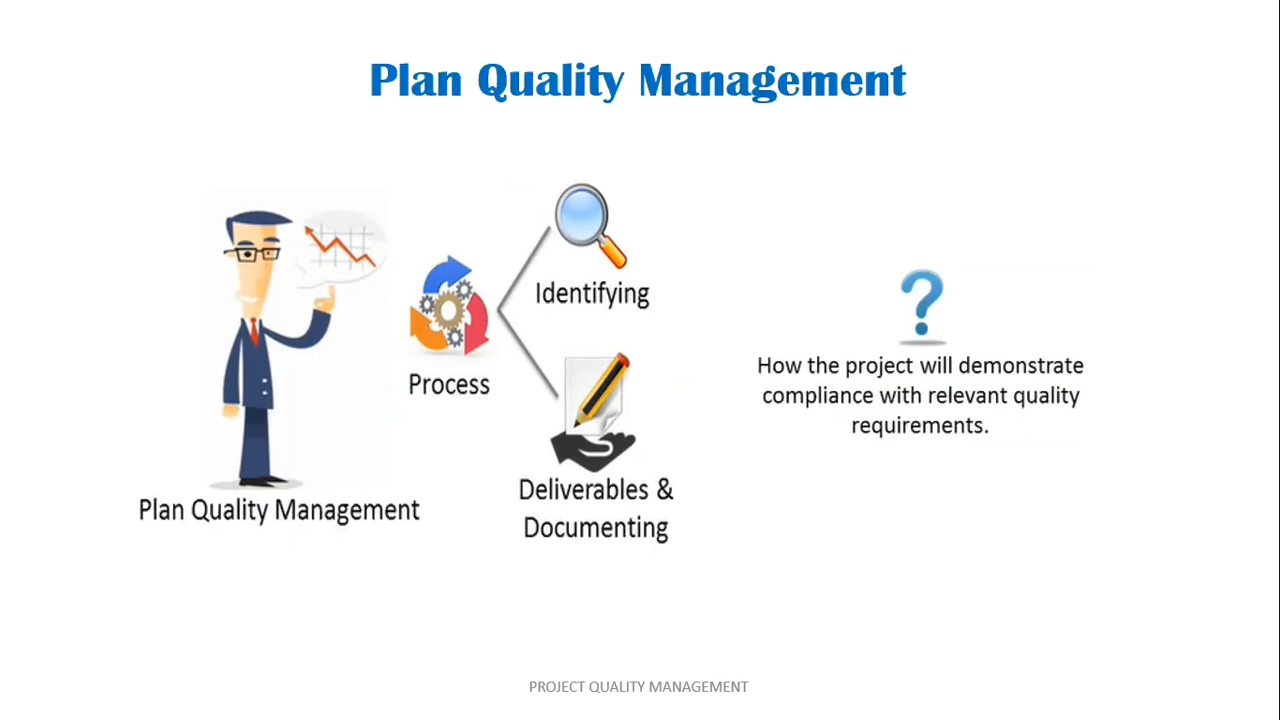 Plan Quality Management
Identifying
Process
Deliverables &
Documenting
Plan Quality Management
How the project will demonstrate
compliance with relevant quality
requirements.
PROJECT QUALITY MANAGEMENT